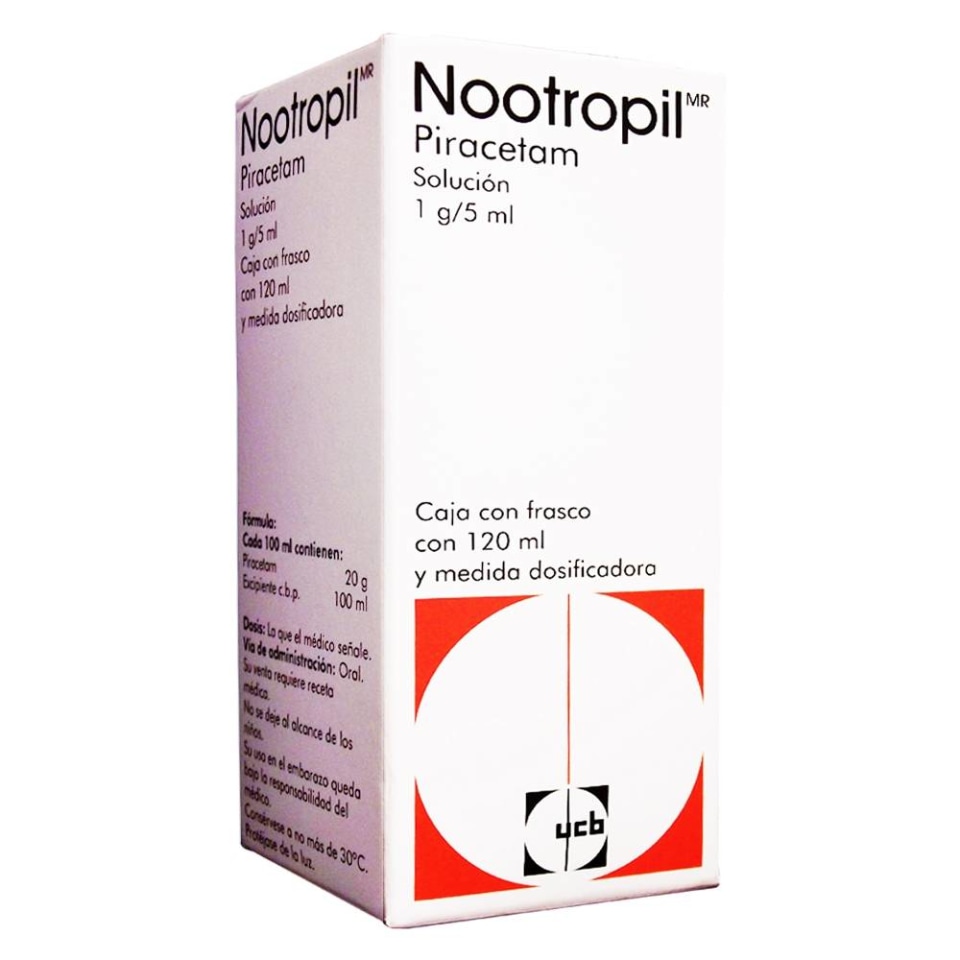 Nootropil MR
Piracetam
Solución
1 g/5 ml
Caja con frasco
con 120 ml
y medida dosificadora
Fórmula:
Cada 100 ml contienen:
Piracetam 20 g
Excipiente c.b.p. 100 ml
Dosis: La que el médico señale.
Vía de administración: Oral.
Su venta requiere receta
médica.
No se deje al alcance de los
niños.
Su uso en el embarazo queda
bajo la responsabilidad del
médico.
Consérvese a no más de 30°C.
Protéjase de la luz.
Nootropil MR
Piracetam
Solución
1 g/5 ml
Caja con frasco
con 120 ml
y medida dosificadora
ucb